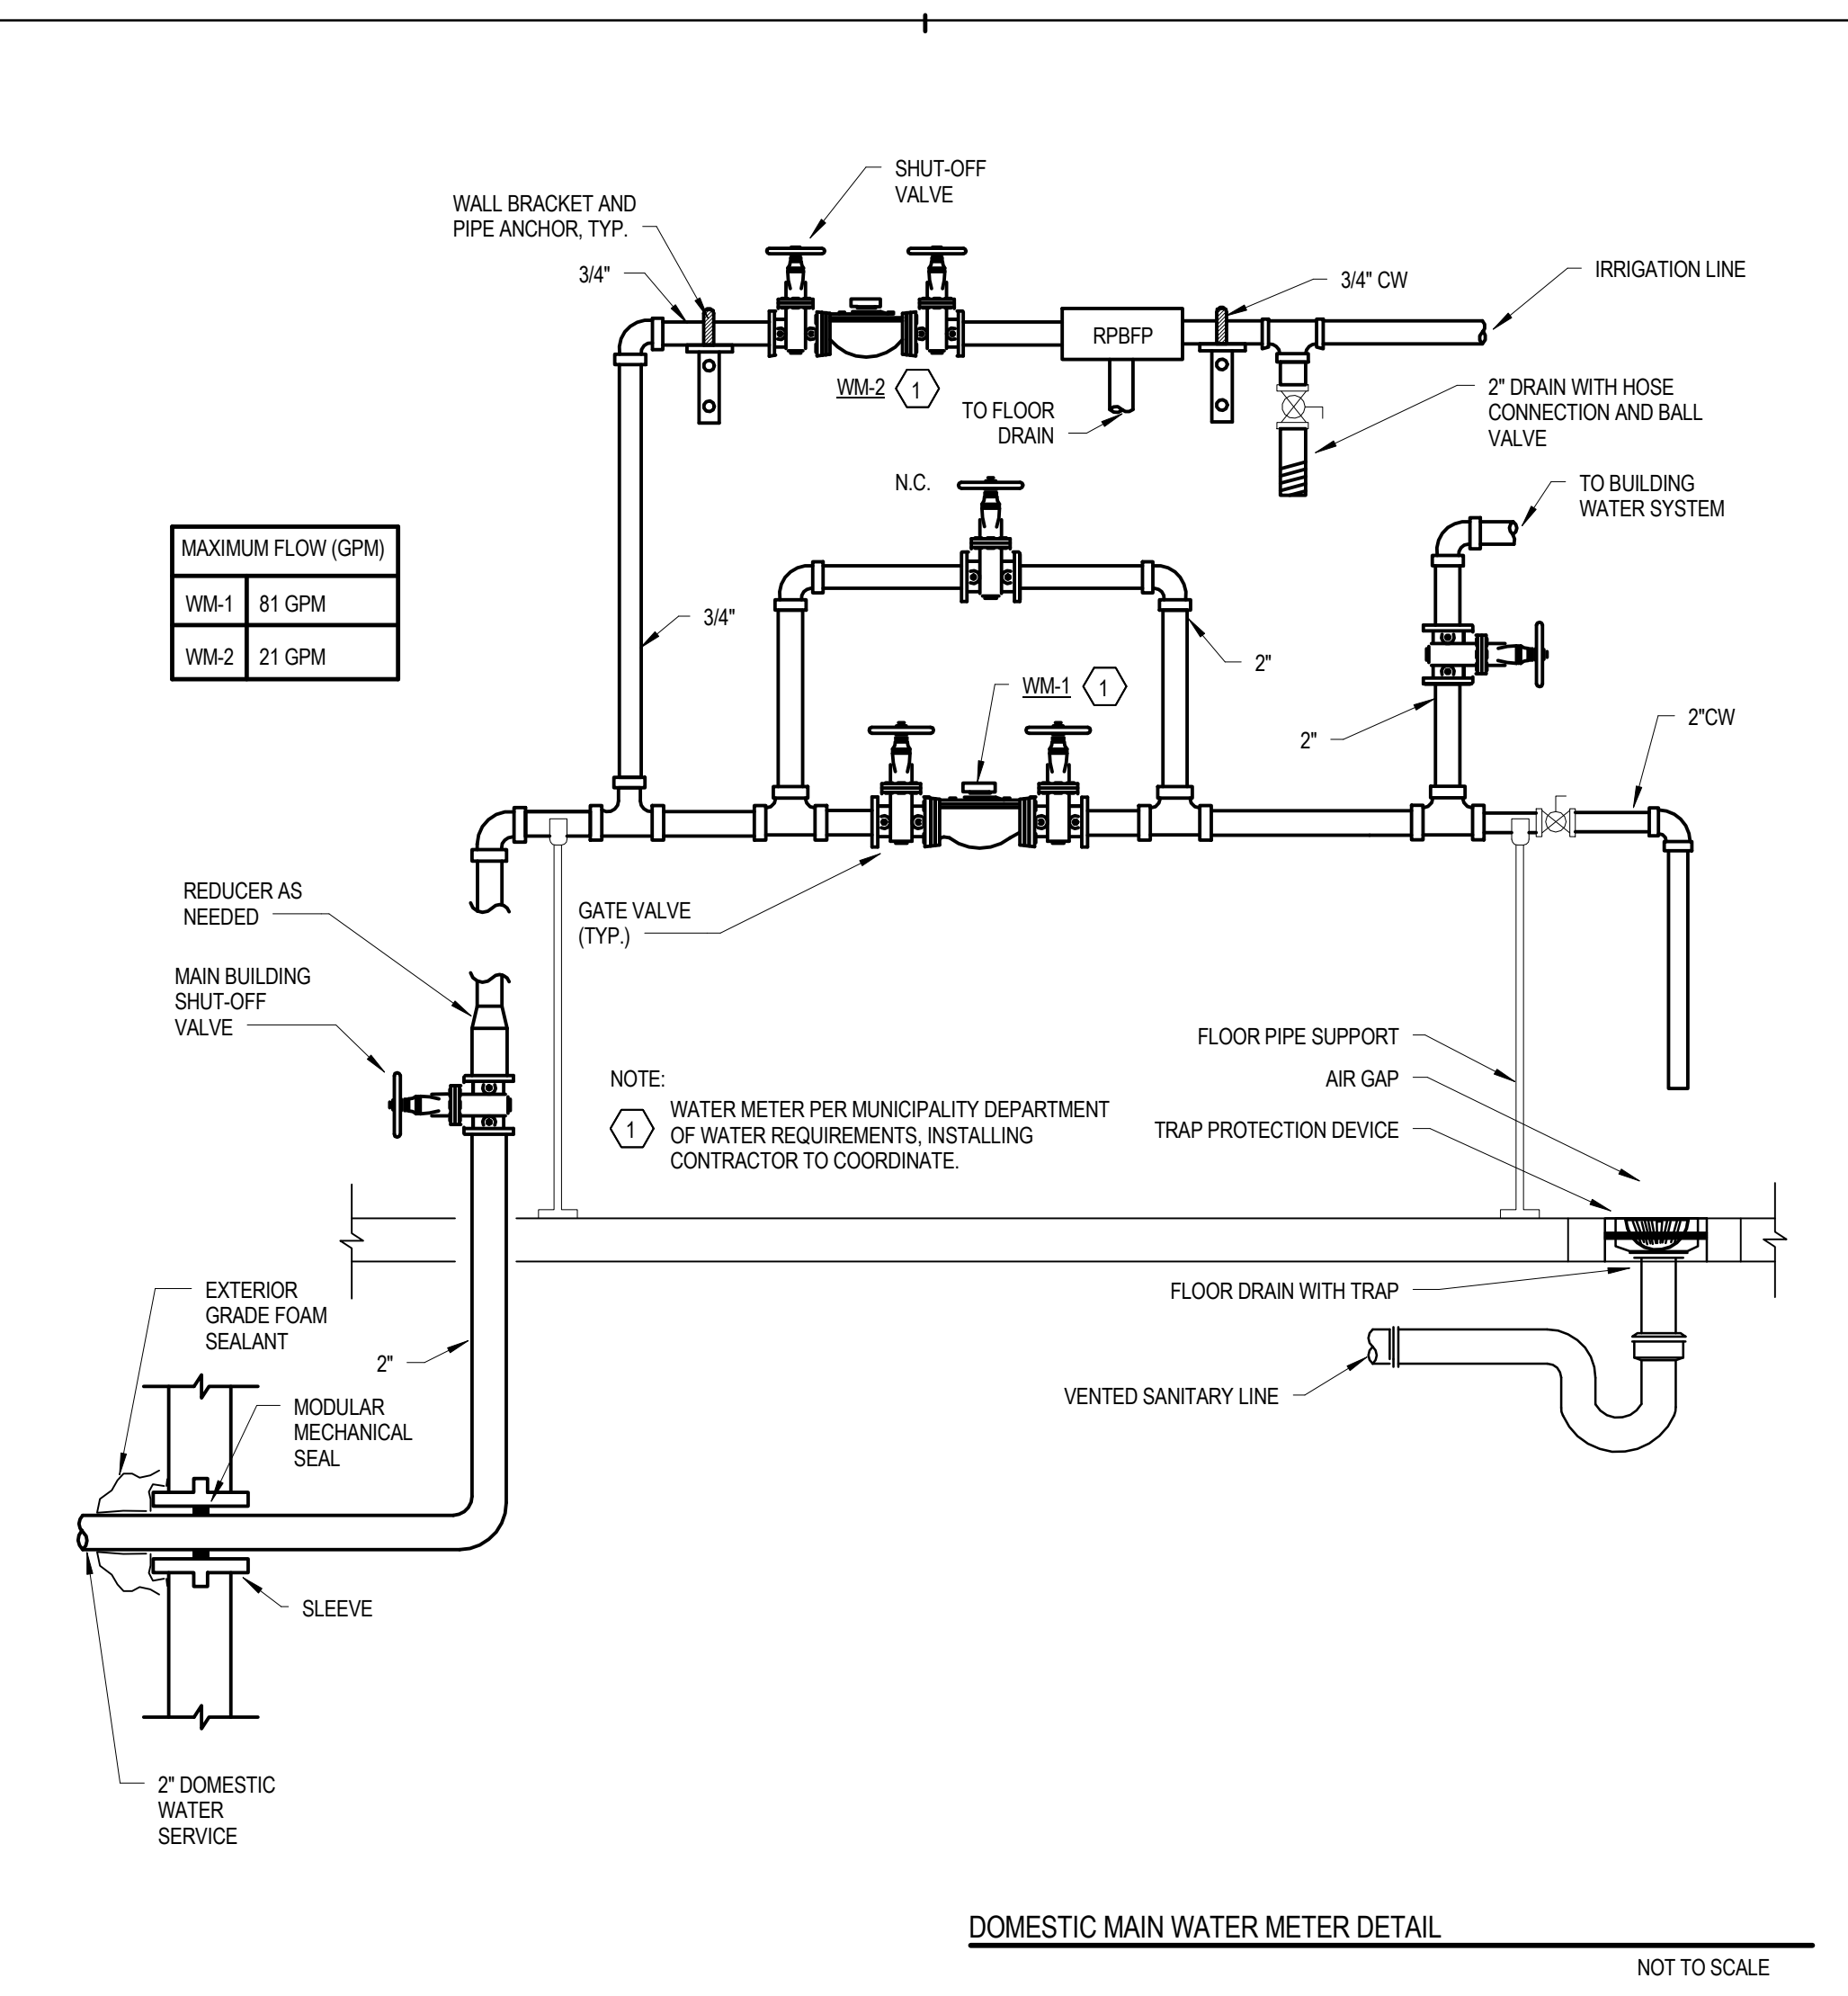 SHUT-OFF
VALVE
WALL BRACKET AND
PIPE ANCHOR, TYP.
3/4"
3/4" CW
IRRIGATION LINE
RPBFP
WM-2
1
TO FLOOR
DRAIN
2" DRAIN WITH HOSE
CONNECTION AND BALL
VALVE
N.C.
TO BUILDING
WATER SYSTEM
MAXIMUM FLOW (GPM)
WM-1 81 GPM
WM-2 21 GPM
3/4"
2"
WM-1
1
2"
2"CW
REDUCER AS
NEEDED
GATE VALVE
(TYP.)
MAIN BUILDING
SHUT-OFF
VALVE
FLOOR PIPE SUPPORT
AIR GAP
TRAP PROTECTION DEVICE
NOTE:
1
WATER METER PER MUNICIPALITY DEPARTMENT
OF WATER REQUIREMENTS, INSTALLING
CONTRACTOR TO COORDINATE.
EXTERIOR
GRADE FOAM
SEALANT
2"
FLOOR DRAIN WITH TRAP
MODULAR
MECHANICAL
SEAL
VENTED SANITARY LINE
SLEEVE
2" DOMESTIC
WATER
SERVICE
DOMESTIC MAIN WATER METER DETAIL
NOT TO SCALE